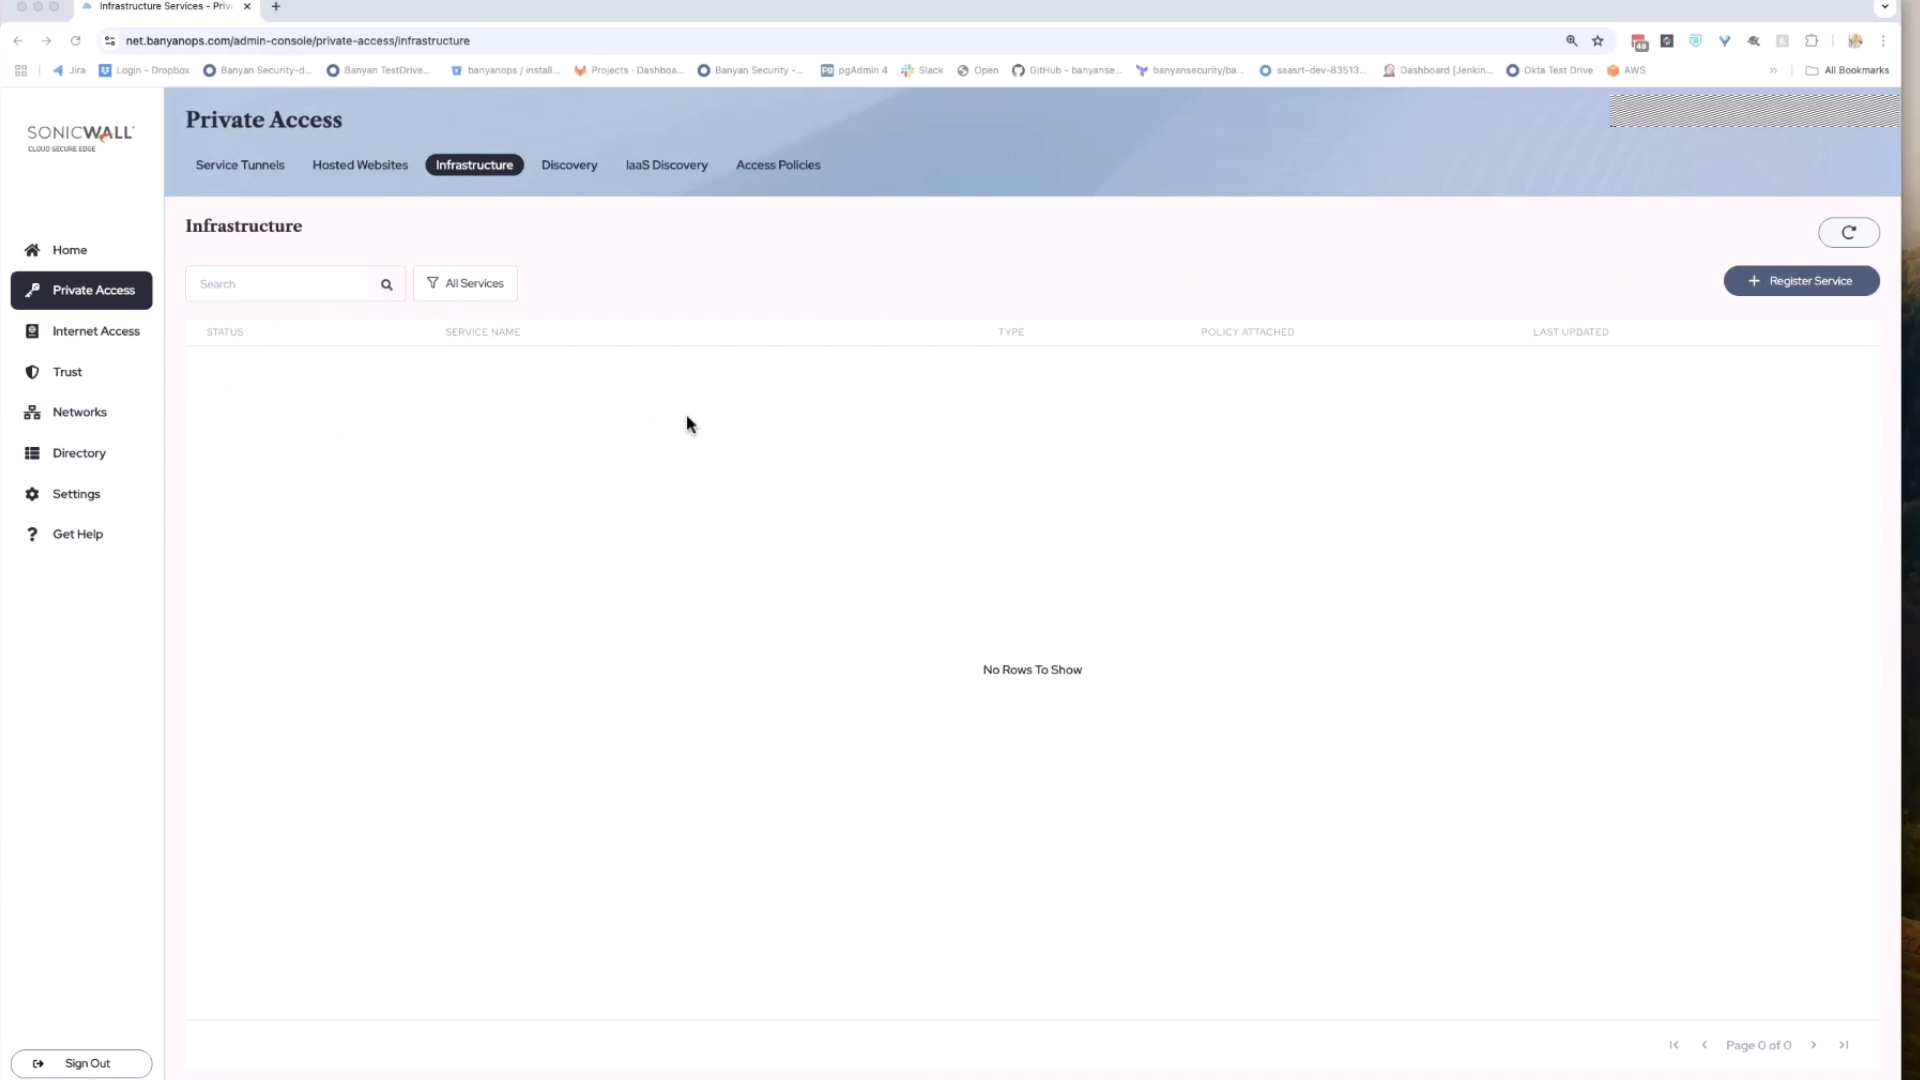 Infrastructure Services - Priv
net.banyanops.com/admin-console/private-access/infrastructure
49
Jira
Login - Dropbox
Banyan Security-d...
Banyan TestDrive...
banyanops / install...
Projects · Dashboa...
Banyan Security -...
pgAdmin 4
Slack
Open
GitHub - banyanse...
banyansecurity/ba...
saasrt-dev-83513...
Dashboard [Jenkin...
Okta Test Drive
AWS
All Bookmarks
SONICWALL
CLOUD SECURE EDGE
Home
Private Access
Internet Access
Trust
Networks
Directory
Settings
Get Help
Sign Out
Private Access
Service Tunnels
Hosted Websites
Infrastructure
Discovery
IaaS Discovery
Access Policies
Infrastructure
Search
All Services
Register Service
STATUS
SERVICE NAME
TYPE
POLICY ATTACHED
LAST UPDATED
No Rows To Show
Page 0 of 0